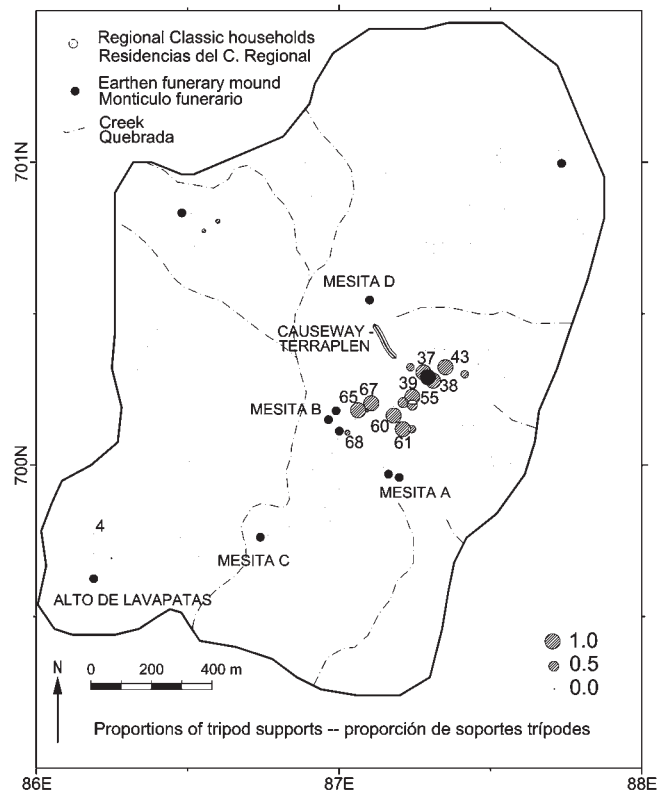 Regional Classic households
Residencias del C. Regional
Earthen funerary mound
Monticulo funerario
Creek
Quebrada
701N
MESITA D
CAUSEWAY
TERRAPLEN
37 43
39 38
65 67 55
MESITA B
60
68 61
700N
MESITA A
4
MESITA C
ALTO DE LAVAPATAS
1.0
0.5
0.0
N
0 200 400 m
Proportions of tripod supports -- proporción de soportes trípodes
86E 87E 88E